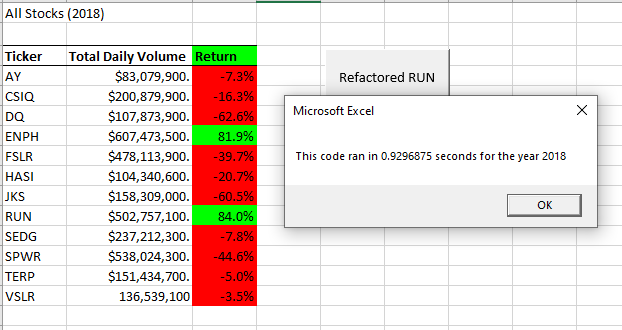 All Stocks (2018)
Ticker Total Daily Volume Return
AY $83,079,900. -7.3%
CSIQ $200,879,900. -16.3%
DQ $107,873,900. -62.6%
ENPH $607,473,500. 81.9%
FSLR $478,113,900. -39.7%
HASI $104,340,600. -20.7%
JKS $158,309,000. -60.5%
RUN $502,757,100. 84.0%
SEDG $237,212,300. -7.8%
SPWR $538,024,300. -44.6%
TERP $151,434,700. -5.0%
VSLR 136,539,100 -3.5%
Refactored RUN
Microsoft Excel
This code ran in 0.9296875 seconds for the year 2018
OK